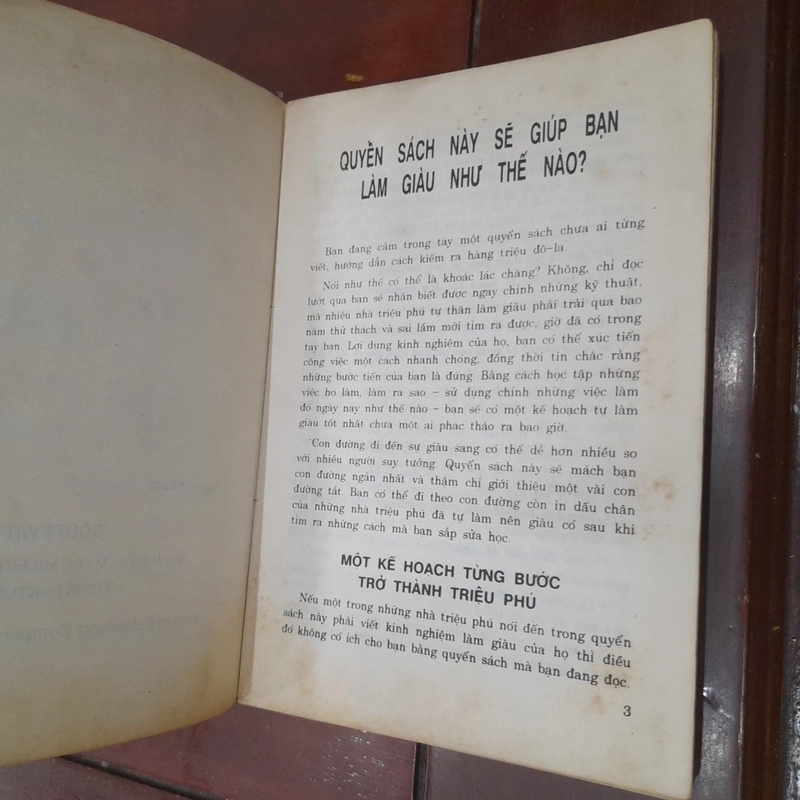 QUYỂN SÁCH NÀY SẼ GIÚP BẠN
LÀM GIÀU NHƯ THẾ NÀO?
Bạn đang cầm trong tay một quyển sách chưa ai từng
viết, hướng dẫn cách kiếm ra hàng triệu đô-la.
Nói như thế có thể là khoác lác chăng? Không, chỉ đọc
lướt qua bạn sẽ nhận biết được ngay chính những kỹ thuật,
mà nhiều nhà triệu phú tự thân làm giàu phải trải qua bao
năm thử thách và sai lầm mới tìm ra được, giờ đã có trong
tay bạn. Lợi dụng kinh nghiệm của họ, bạn có thể xúc tiến
công việc một cách nhanh chóng, đồng thời tin chắc rằng
những bước tiến của bạn là đúng. Bằng cách học tập những
việc họ làm, làm ra sao – sử dụng chính những việc làm
đó ngày nay như thế nào – bạn sẽ có một kế hoạch tự làm
giàu tốt nhất chưa một ai phác thảo ra bao giờ.
Con đường đi đến sự giàu sang có thể dễ hơn nhiều so
với nhiều người suy tưởng. Quyển sách này sẽ mách bạn
con đường ngắn nhất và thậm chí giới thiệu một vài con
đường tắt. Bạn có thể đi theo con đường còn in dấu chân
của những nhà triệu phú đã tự làm nên giàu có sau khi
tìm ra những cách mà bạn sắp sửa học.
MỘT KẾ HOẠCH TỪNG BƯỚC
TRỞ THÀNH TRIỆU PHÚ
Nếu một trong những nhà triệu phú nói đến trong quyển
sách này phải viết kinh nghiệm làm giàu của họ thì điều
đó không có ích cho bạn bằng quyển sách mà bạn đang đọc.
3